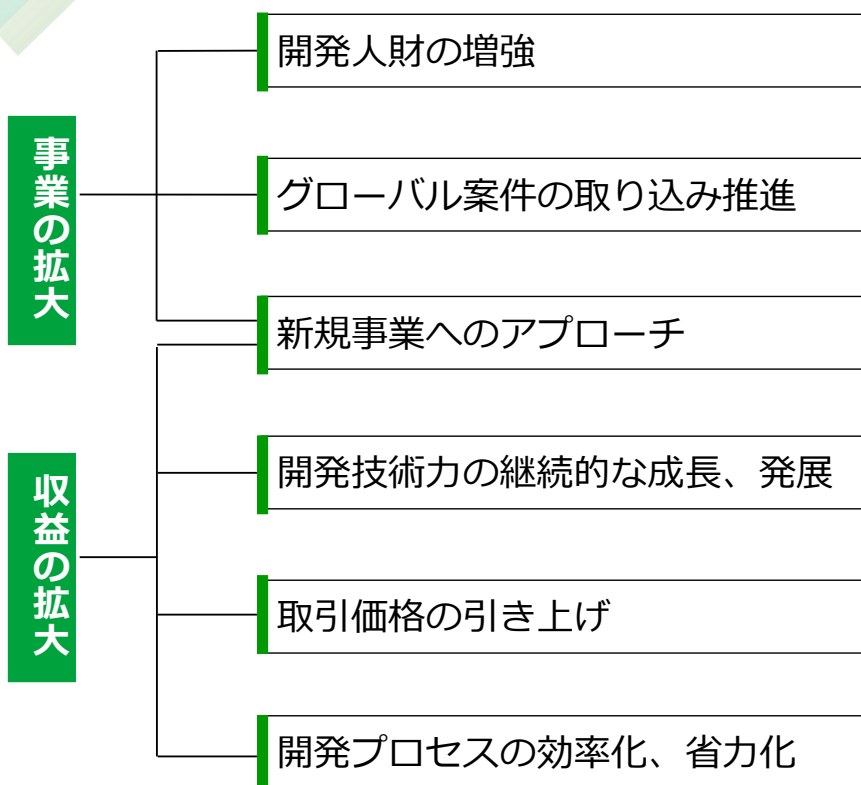 事業の拡大
開発人財の増強
グローバル案件の取り込み推進
新規事業へのアプローチ
収益の拡大
開発技術力の継続的な成長、発展
取引価格の引き上げ
開発プロセスの効率化、省力化